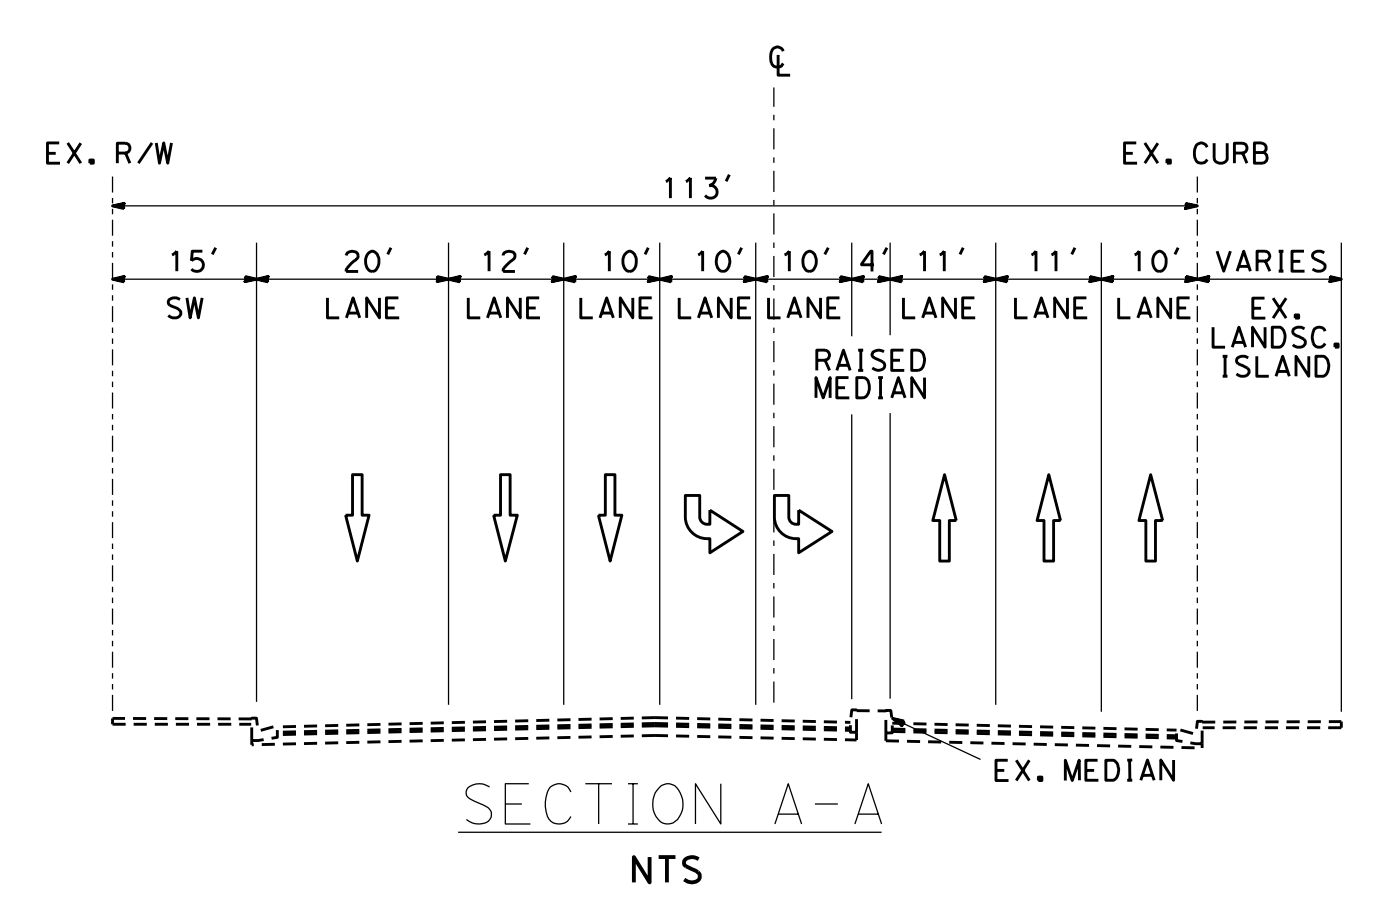 ℄
EX. R/W
EX. CURB
113'
15' 20' 12' 10' 10' 10' 4' 11' 11' 10' VARIES
SW LANE LANE LANE LANE LANE LANE LANE LANE EX.
LANDSC.
ISLAND
RAISED
MEDIAN
EX. MEDIAN
SECTION A-A
NTS